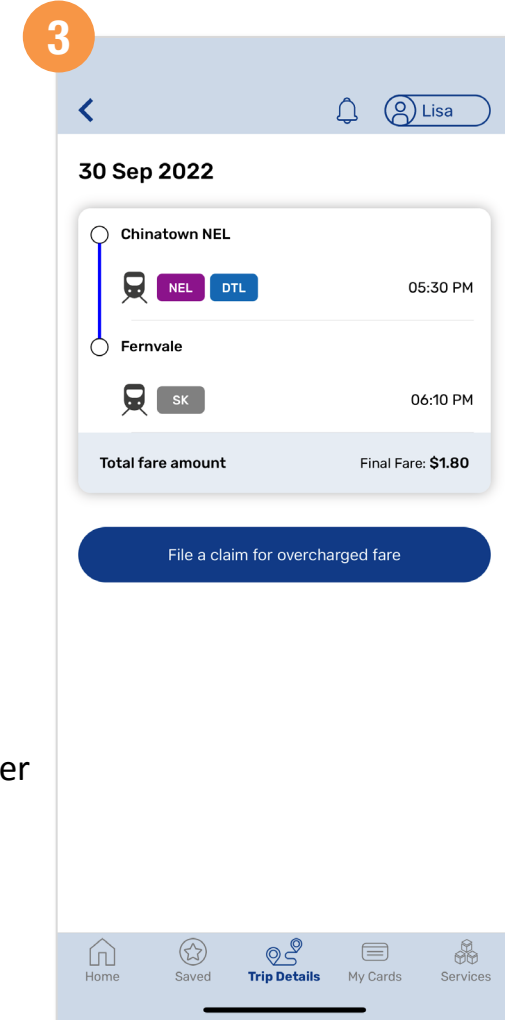 3
Lisa
30 Sep 2022
Chinatown NEL
NEL DTL 05:30 PM
Fernvale
SK 06:10 PM
Total fare amount Final Fare: $1.80
File a claim for overcharged fare
er
Home Saved Trip Details My Cards Services